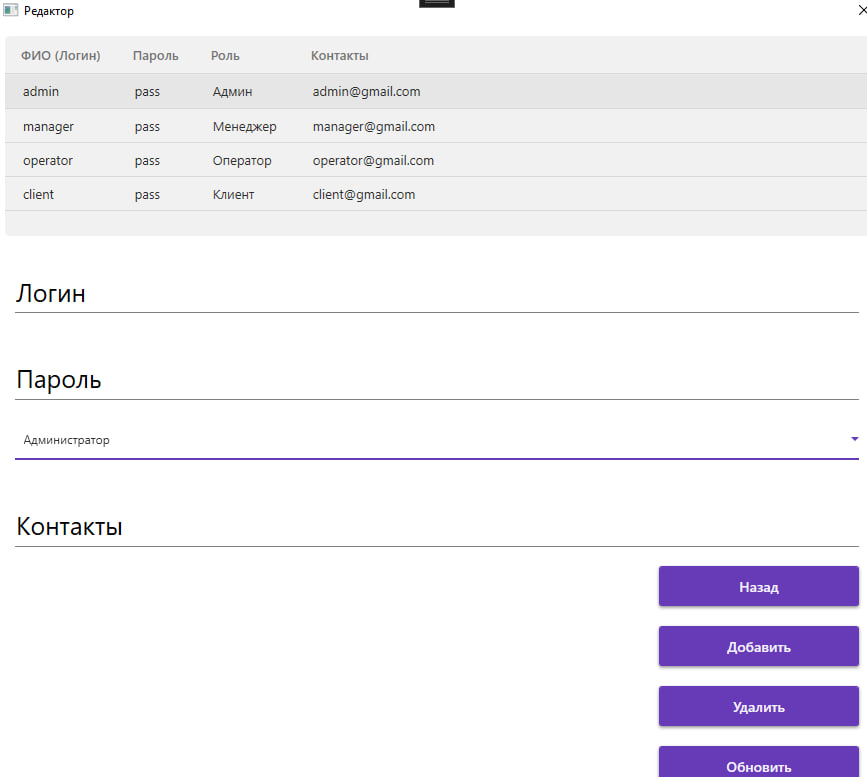 Редактор
ФИО (Логин) Пароль Роль Контакты
admin pass Админ admin@gmail.com
manager pass Менеджер manager@gmail.com
operator pass Оператор operator@gmail.com
client pass Клиент client@gmail.com
Логин
Пароль
Администратор
Контакты
Назад
Добавить
Удалить
Обновить